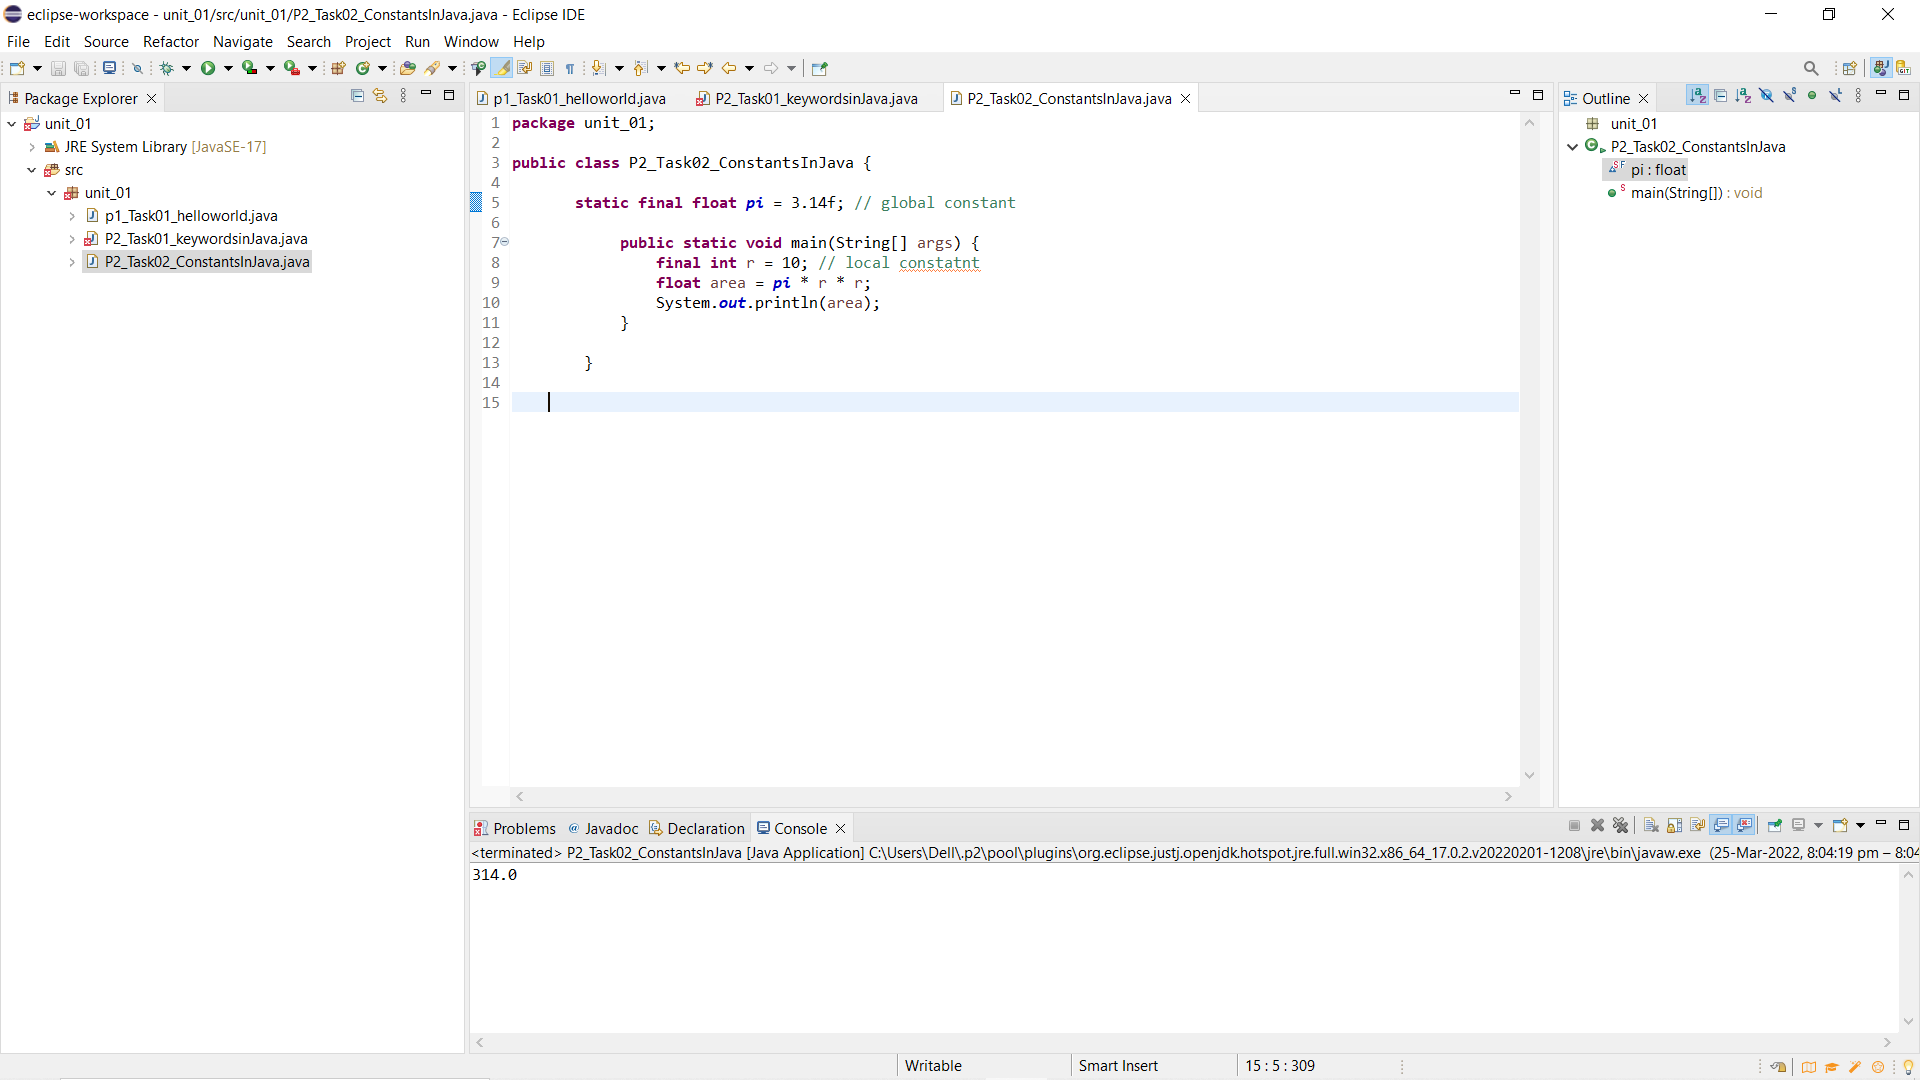 eclipse-workspace - unit_01/src/unit_01/P2_Task02_ConstantsInJava.java - Eclipse IDE
File Edit Source Refactor Navigate Search Project Run Window Help
Package Explorer
unit_01
JRE System Library [JavaSE-17]
src
unit_01
p1_Task01_helloworld.java
P2_Task01_keywordsinJava.java
P2_Task02_ConstantsInJava.java
p1_Task01_helloworld.java P2_Task01_keywordsinJava.java P2_Task02_ConstantsInJava.java
1 package unit_01;
2
3 public class P2_Task02_ConstantsInJava {
4
5 static final float pi = 3.14f; // global constant
6
7 public static void main(String[] args) {
8 final int r = 10; // local constatnt
9 float area = pi * r * r;
10 System.out.println(area);
11 }
12
13 }
14
15
Outline
unit_01
P2_Task02_ConstantsInJava
pi : float
main(String[]) : void
Problems Javadoc Declaration Console
<terminated> P2_Task02_ConstantsInJava [Java Application] C:\Users\Dell\.p2\pool\plugins\org.eclipse.justj.openjdk.hotspot.jre.full.win32.x86_64_17.0.2.v20220201-1208\jre\bin\javaw.exe (25-Mar-2022, 8:04:19 pm – 8:04
314.0
Writable Smart Insert 15 : 5 : 309